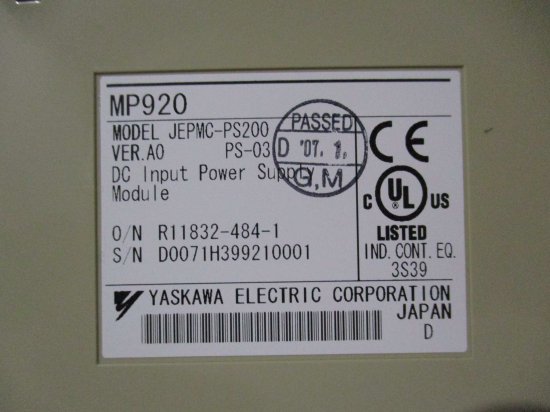 MP920
MODEL JEPMC-PS200
VER.A0 PS-03
DC Input Power Supply
Module
O/N R11832-484-1
S/N D0071H399210001
PASSED
D '07. 1.
G.M
CE
C UL US
LISTED
IND. CONT. EQ.
3S39
YASKAWA ELECTRIC CORPORATION
JAPAN
D